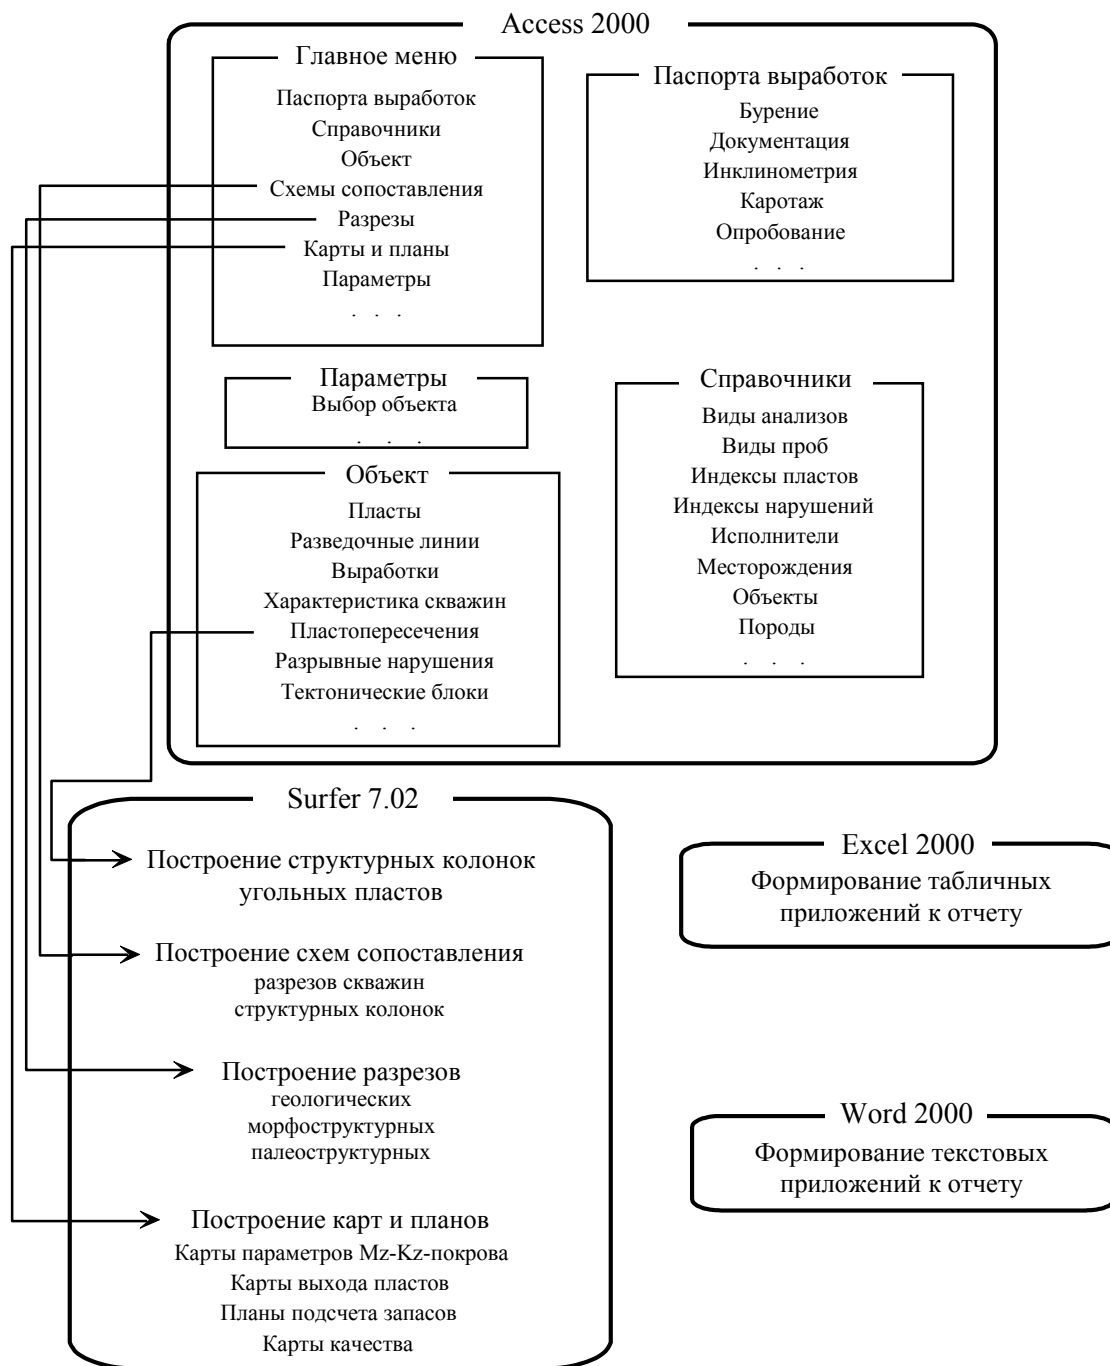 Access 2000
Главное меню
Паспорта выработок
Справочники
Объект
Схемы сопоставления
Разрезы
Карты и планы
Параметры
. . .
Паспорта выработок
Бурение
Документация
Инклинометрия
Каротаж
Опробование
. . .
Параметры
Выбор объекта
. . .
Справочники
Виды анализов
Виды проб
Индексы пластов
Индексы нарушений
Исполнители
Месторождения
Объекты
Породы
. . .
Объект
Пласты
Разведочные линии
Выработки
Характеристика скважин
Пластопересечения
Разрывные нарушения
Тектонические блоки
. . .
Surfer 7.02
Построение структурных колонок
угольных пластов
Построение схем сопоставления
разрезов скважин
структурных колонок
Построение разрезов
геологических
морфоструктурных
палеоструктурных
Построение карт и планов
Карты параметров Mz-Kz-покрова
Карты выхода пластов
Планы подсчета запасов
Карты качества
Excel 2000
Формирование табличных
приложений к отчету
Word 2000
Формирование текстовых
приложений к отчету